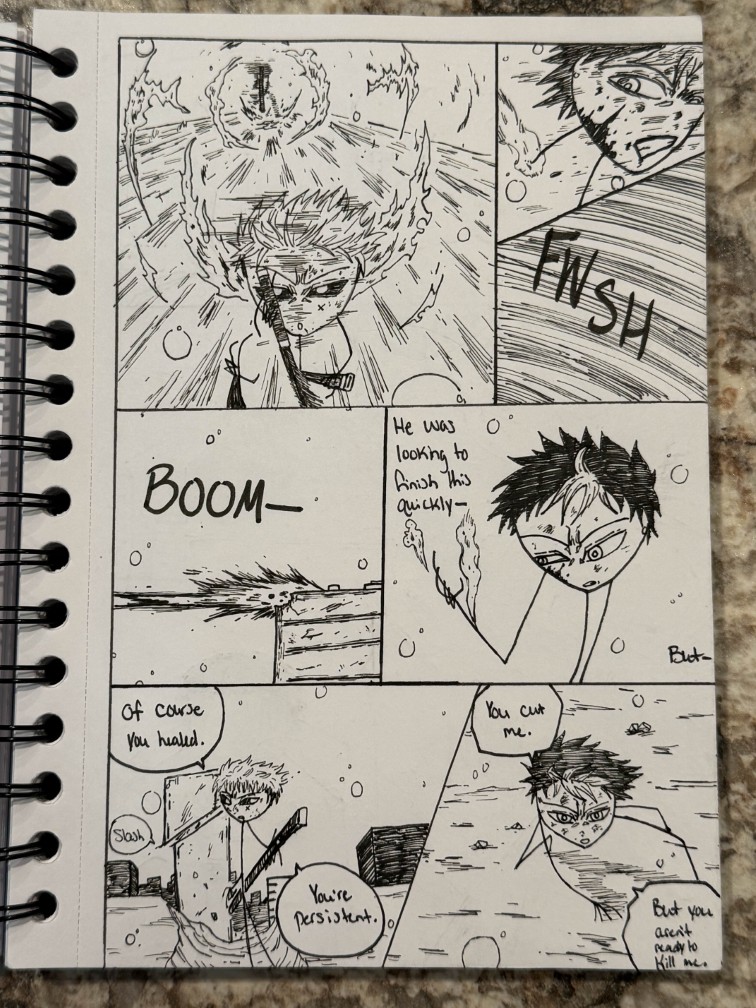 FWSH
BOOM—
He was
looking to
finish this
quickly—
But—
Of course
you healed.
Slash
You're
persistent.
You cut
me.
But you
aren't
ready to
kill me.